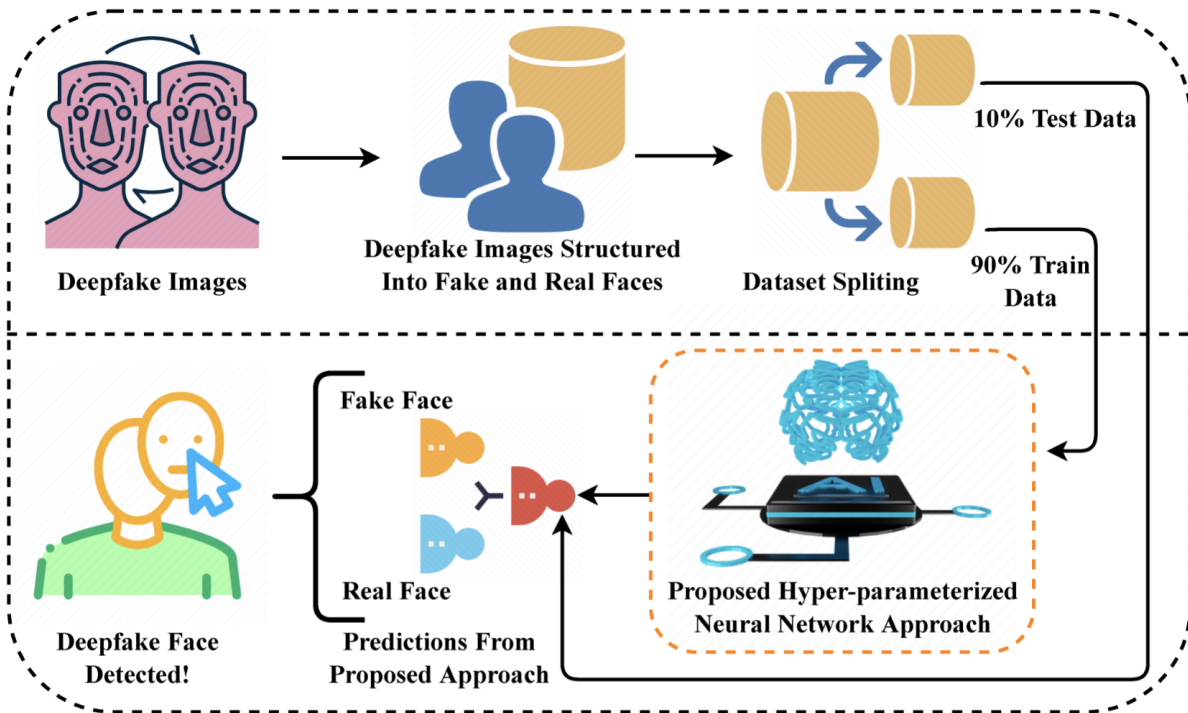 10% Test Data
Deepfake Images
Deepfake Images Structured
Into Fake and Real Faces
Dataset Spliting
90% Train
Data
Fake Face
Real Face
AI
Deepfake Face
Detected!
Predictions From
Proposed Approach
Proposed Hyper-parameterized
Neural Network Approach